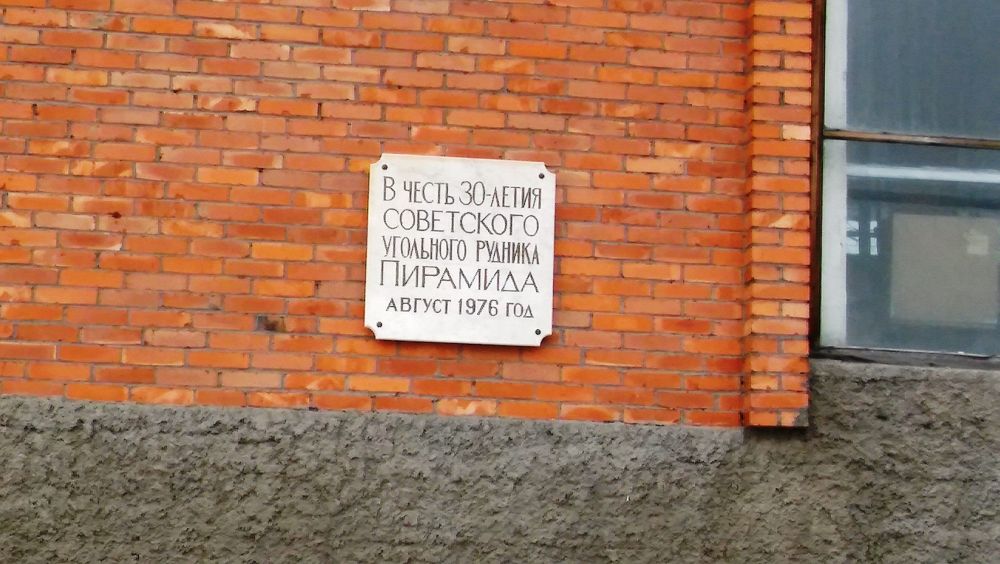 В ЧЕСТЬ 30-ЛЕТИЯ
СОВЕТСКОГО
УГОЛЬНОГО РУДНИКА
ПИРАМИДА
АВГУСТ 1976 ГОД